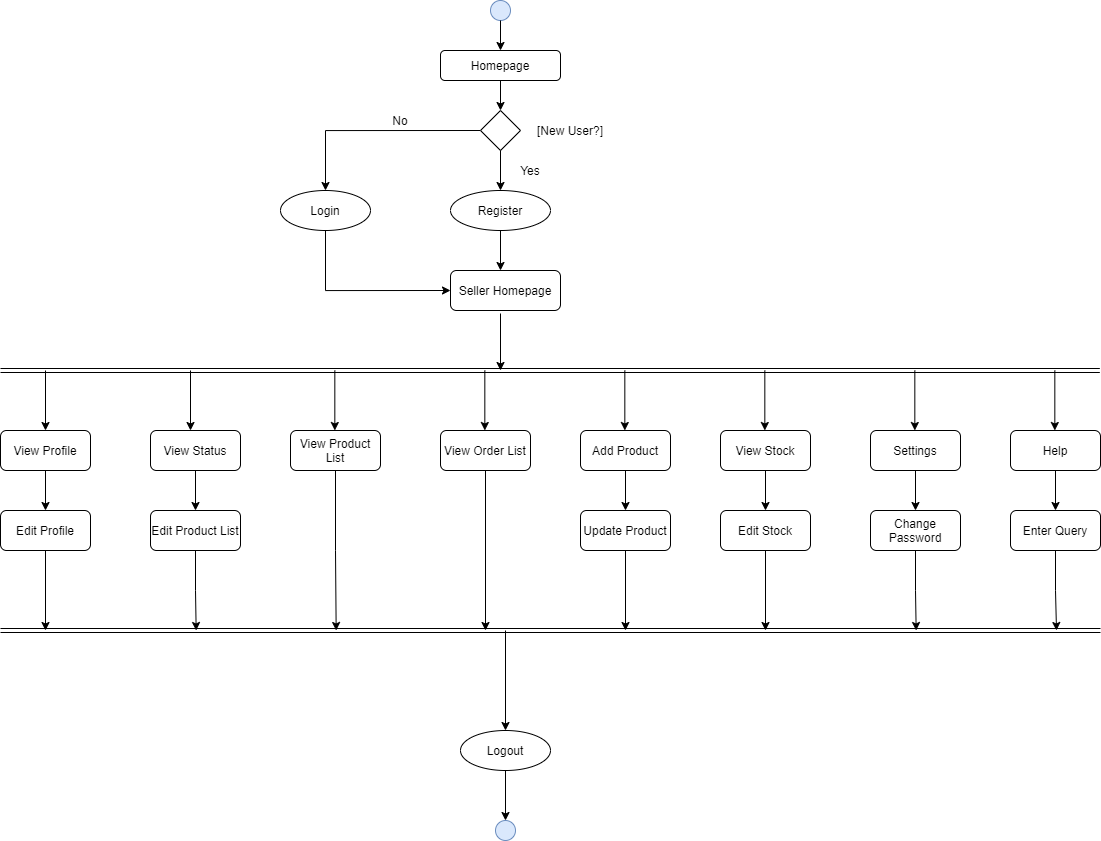 Homepage
No
[New User?]
Yes
Login
Register
Seller Homepage
View Profile
View Status
View Product
List
View Order List
Add Product
View Stock
Settings
Help
Edit Profile
Edit Product List
Update Product
Edit Stock
Change
Password
Enter Query
Logout